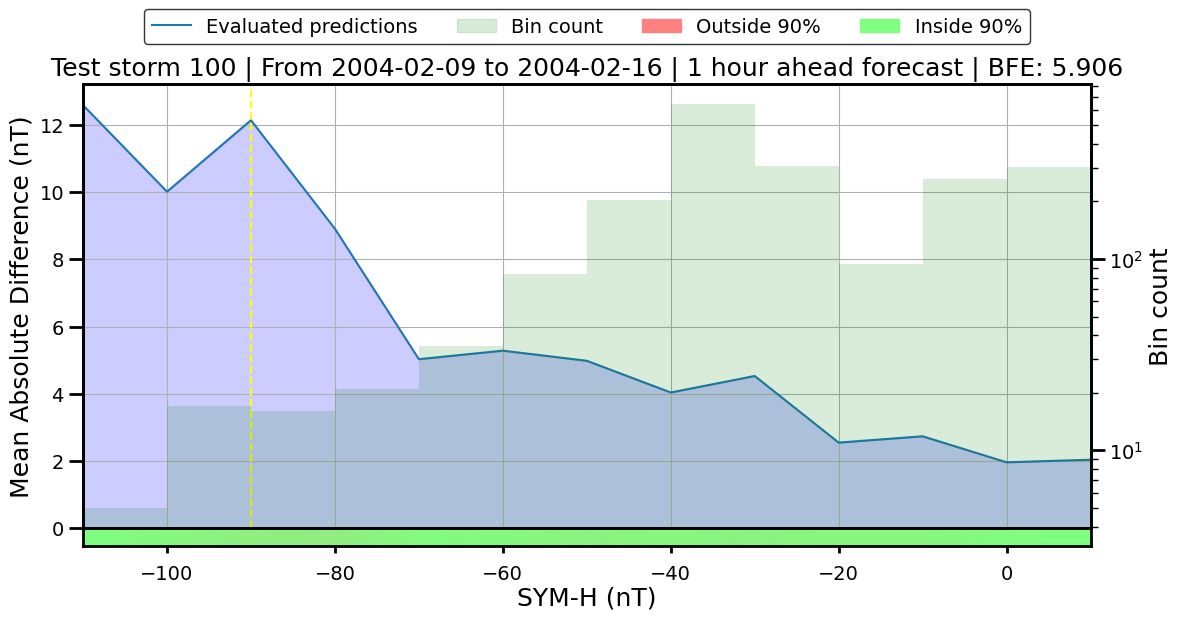 Evaluated predictions Bin count Outside 90% Inside 90%
Test storm 100 | From 2004-02-09 to 2004-02-16 | 1 hour ahead forecast | BFE: 5.906
Mean Absolute Difference (nT)
12
10
8
6
4
2
0
10²
10¹
Bin count
−100 −80 −60 −40 −20 0
SYM-H (nT)